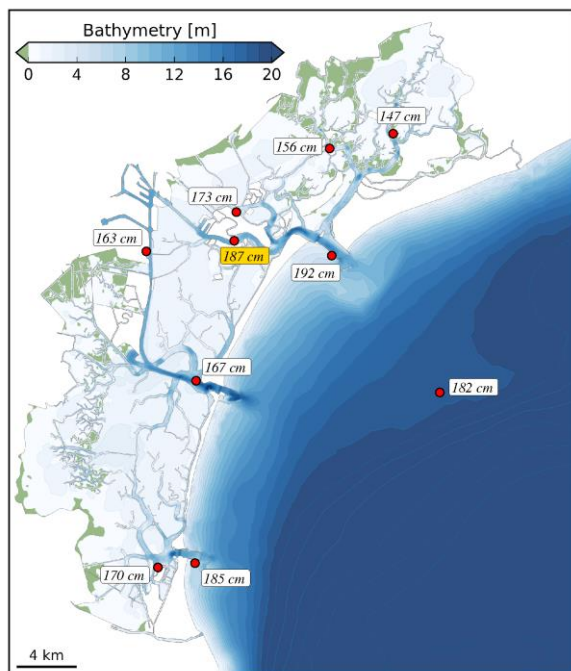 Bathymetry [m]
0 4 8 12 16 20
147 cm
156 cm
173 cm
163 cm
187 cm
192 cm
167 cm
182 cm
170 cm
185 cm
4 km